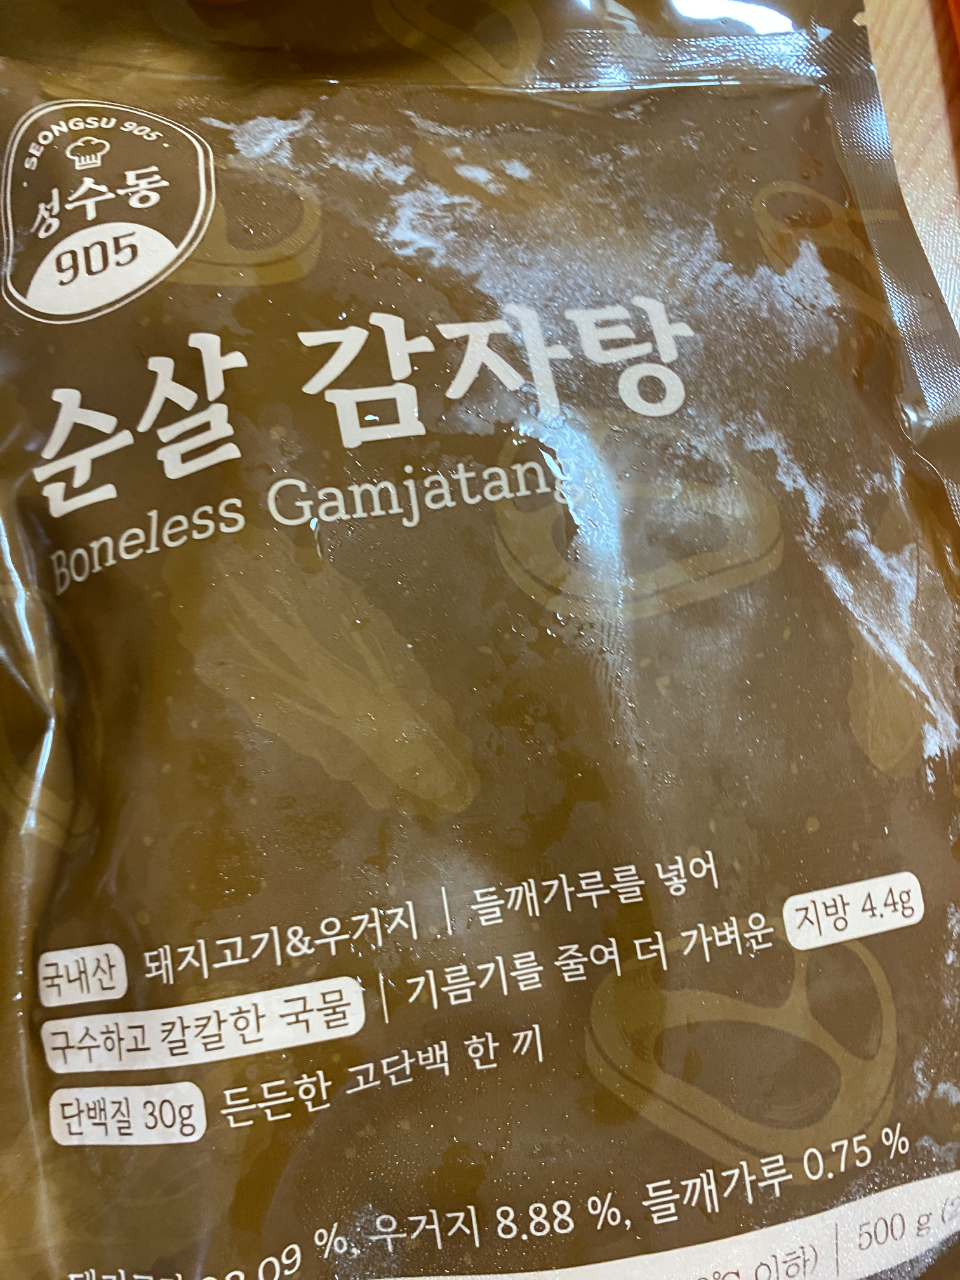 SEONGSU 905
성수동
905
순살 감자탕
Boneless Gamjatang
국내산 돼지고기&우거지 | 들깨가루를 넣어
구수하고 칼칼한 국물 | 기름기를 줄여 더 가벼운 지방 4.4g
단백질 30g 든든한 고단백 한 끼
%, 우거지 8.88 %, 들깨가루 0.75 %
이하) | 500 g